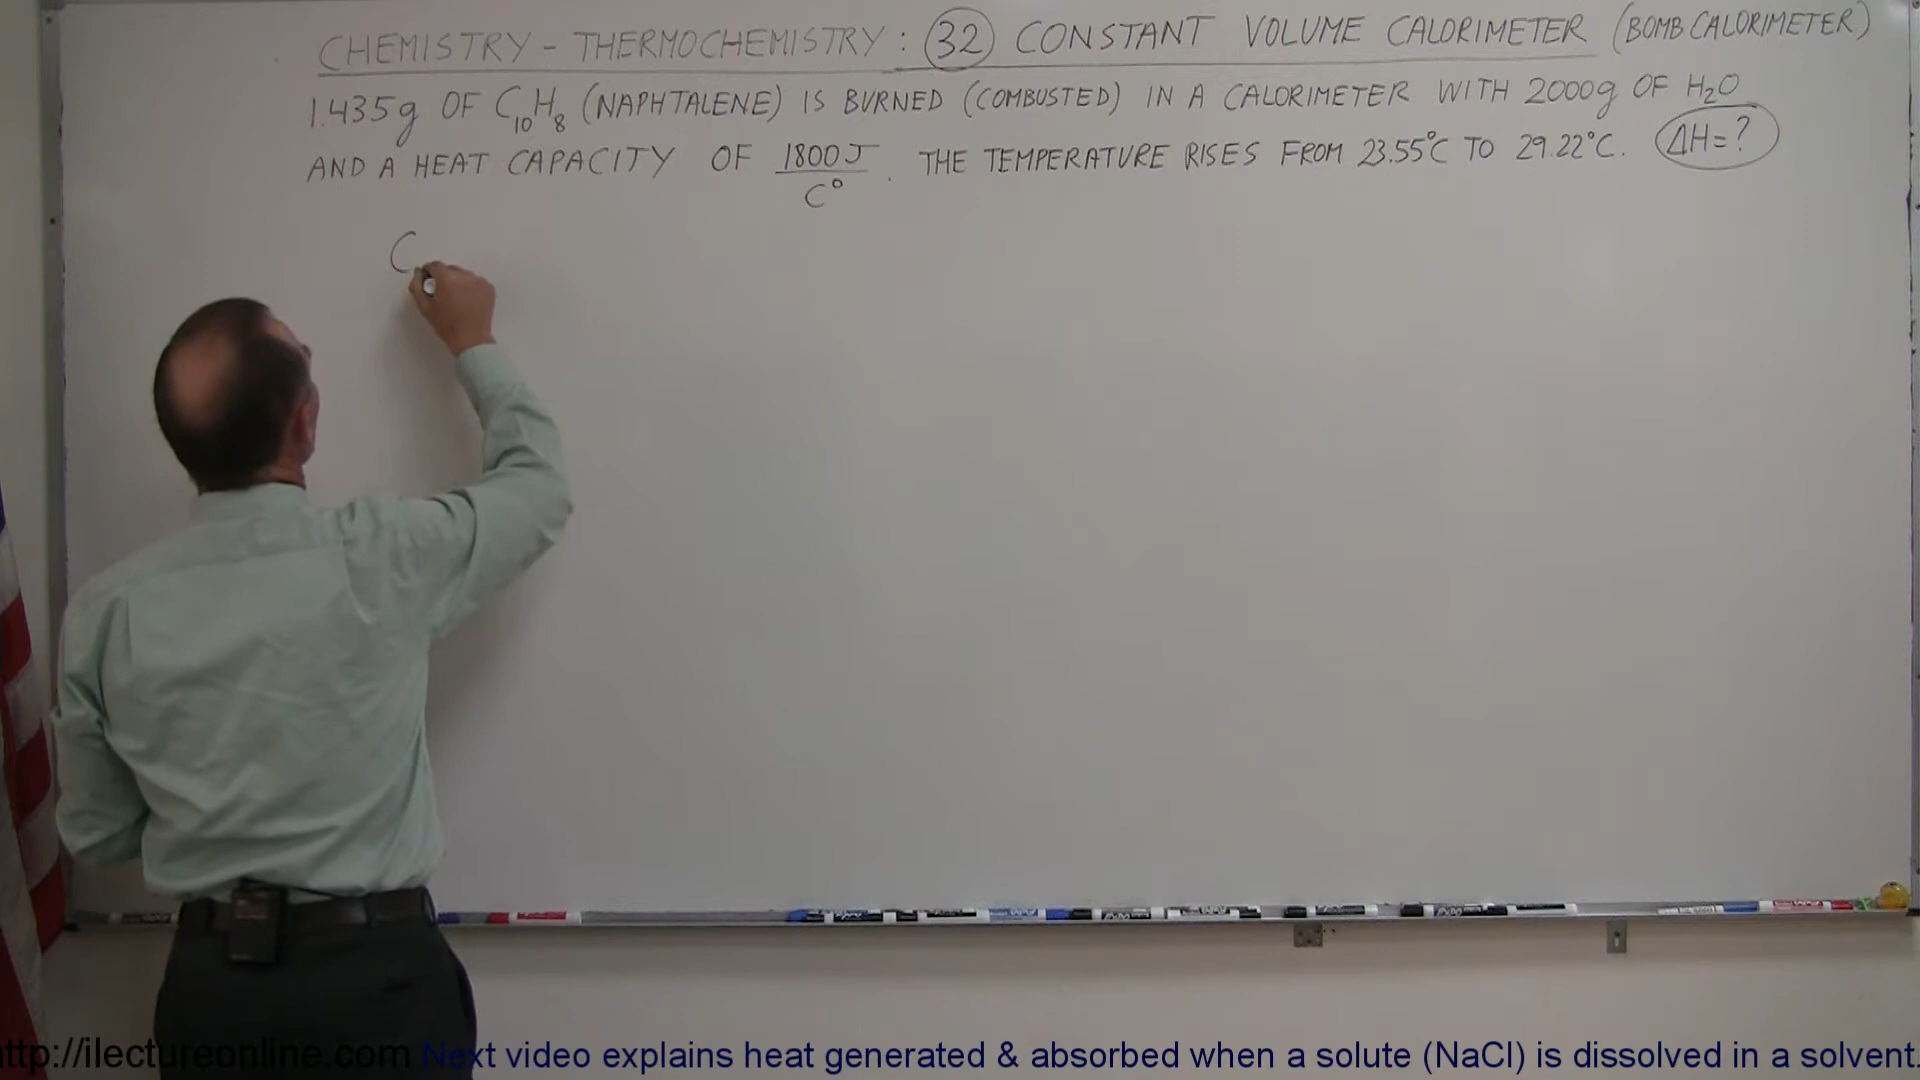 CHEMISTRY - THERMOCHEMISTRY : 32 CONSTANT VOLUME CALORIMETER (BOMB CALORIMETER)
1.435g OF C10H8 (NAPHTALENE) IS BURNED (COMBUSTED) IN A CALORIMETER WITH 2000g OF H2O
AND A HEAT CAPACITY OF 1800J/C° . THE TEMPERATURE RISES FROM 23.55°C TO 29.22°C. ΔH=?
C
http://ilectureonline.com Next video explains heat generated & absorbed when a solute (NaCl) is dissolved in a solvent.